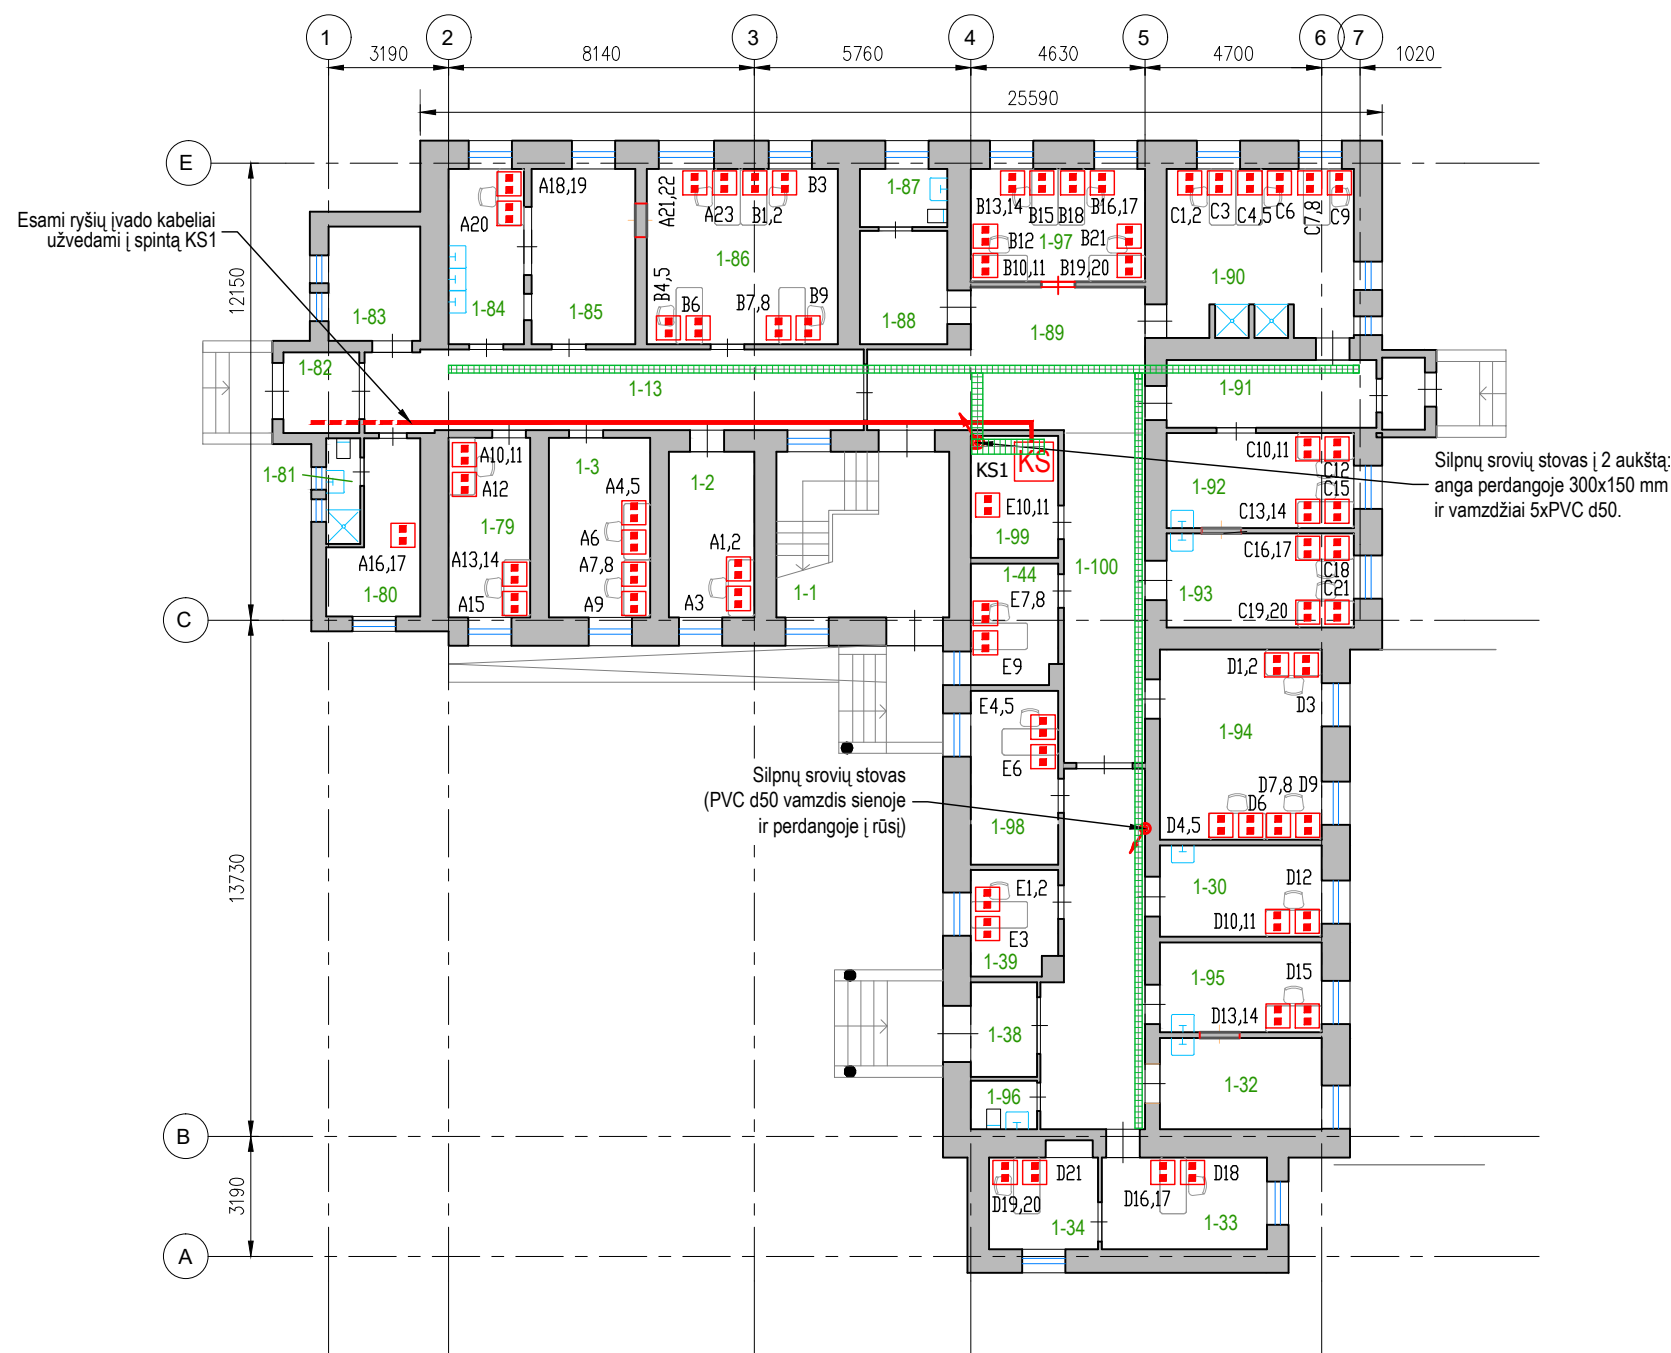 1 2 3 4 5 6 7
3190 8140 5760 4630 4700 1020
25590
E
12150
C
13730
B
3190
A
Esami ryšių įvado kabeliai
užvedami į spintą KS1
A20
A18,19
A21,22
A23
B1,2
B3
1-87
B13,14
B15
B18
B16,17
C1,2
C3
C4,5
C6
C7,8
C9
B12
1-97
B21
B10,11
B19,20
1-86
1-90
B4,5
B6
B7,8
B9
1-83
1-84
1-85
1-88
1-89
1-82
1-13
1-91
1-81
A10,11
A12
1-79
A13,14
A15
A16,17
1-80
1-3
A4,5
A6
A7,8
A9
1-2
A1,2
A3
1-1
KS1
KS
E10,11
1-99
1-100
C10,11
C12
1-92
C15
C13,14
Silpnų srovių stovas į 2 aukštą:
anga perdangoje 300x150 mm
ir vamzdžiai 5xPVC d50.
C16,17
C18
1-93
C21
C19,20
1-44
E7,8
E9
D1,2
D3
1-94
E4,5
E6
1-98
Silpnų srovių stovas
(PVC d50 vamzdis sienoje
ir perdangoje į rūsį)
D7,8
D9
D6
D4,5
1-30
D12
D10,11
E1,2
E3
1-39
1-95
D15
D13,14
1-38
1-32
1-96
D21
D19,20
1-34
D18
D16,17
1-33